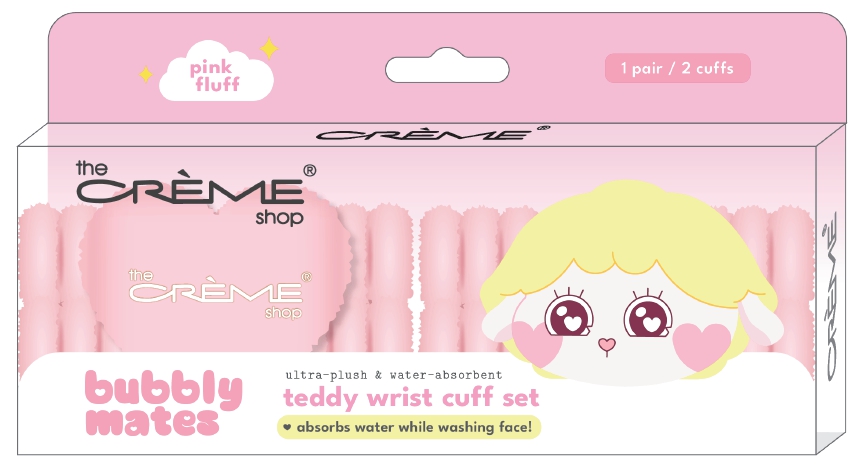 pink
fluff
1 pair / 2 cuffs
CRÈME®
the
CRÈME®
shop
the
CRÈME®
shop
CRÈME
bubbly
mates
ultra-plush & water-absorbent
teddy wrist cuff set
absorbs water while washing face!